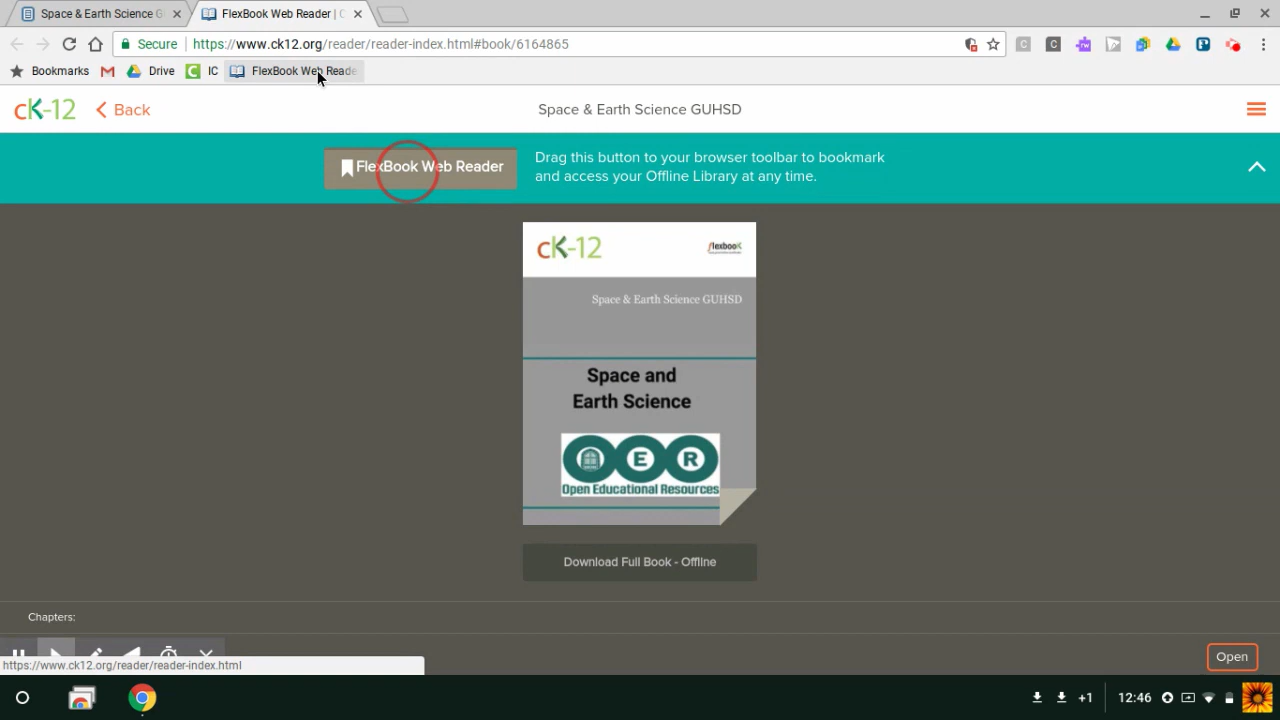 Space & Earth Science G
FlexBook Web Reader | C
Secure
https://www.ck12.org/reader/reader-index.html#book/6164865
Bookmarks
Drive
C
IC
FlexBook Web Reade
cK-12
Back
Space & Earth Science GUHSD
FlexBook Web Reader
Drag this button to your browser toolbar to bookmark
and access your Offline Library at any time.
cK-12
flexbook
Space & Earth Science GUHSD
Space and
Earth Science
E R
Open Educational Resources
Download Full Book - Offline
Chapters:
Open
https://www.ck12.org/reader/reader-index.html
+1
12:46